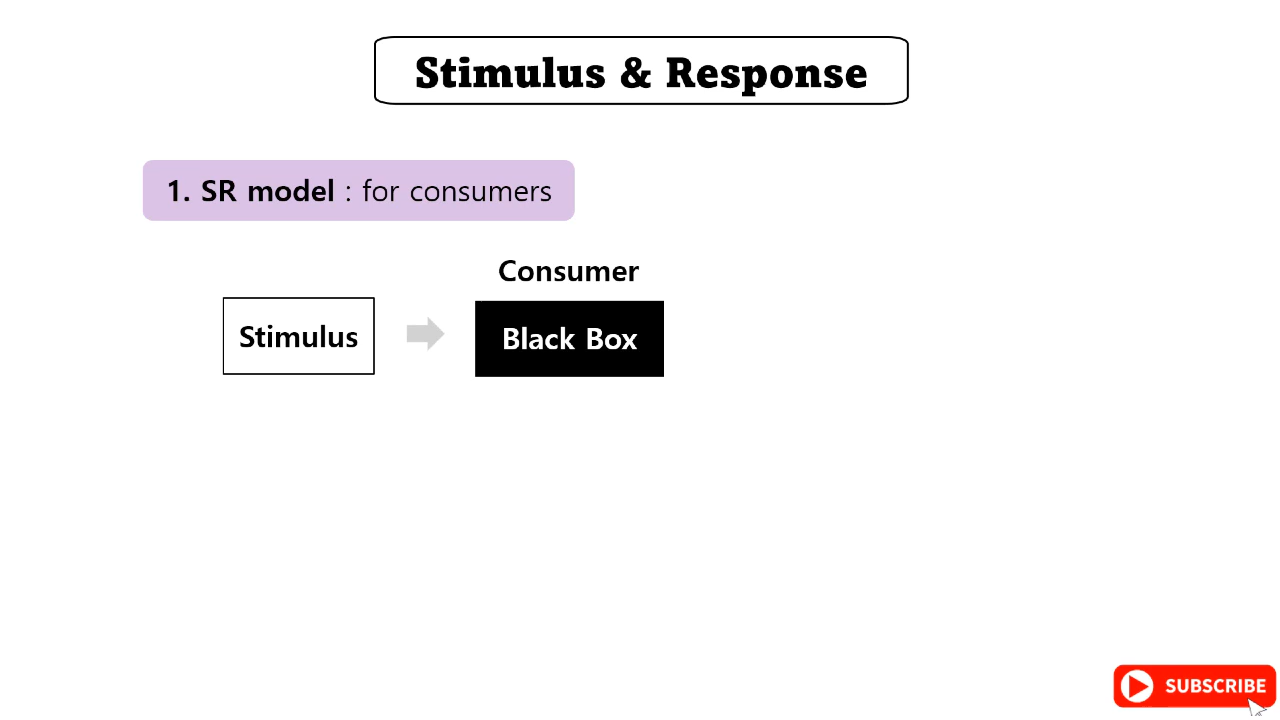 Stimulus & Response
1. SR model : for consumers
Consumer
Stimulus
Black Box
SUBSCRIBE